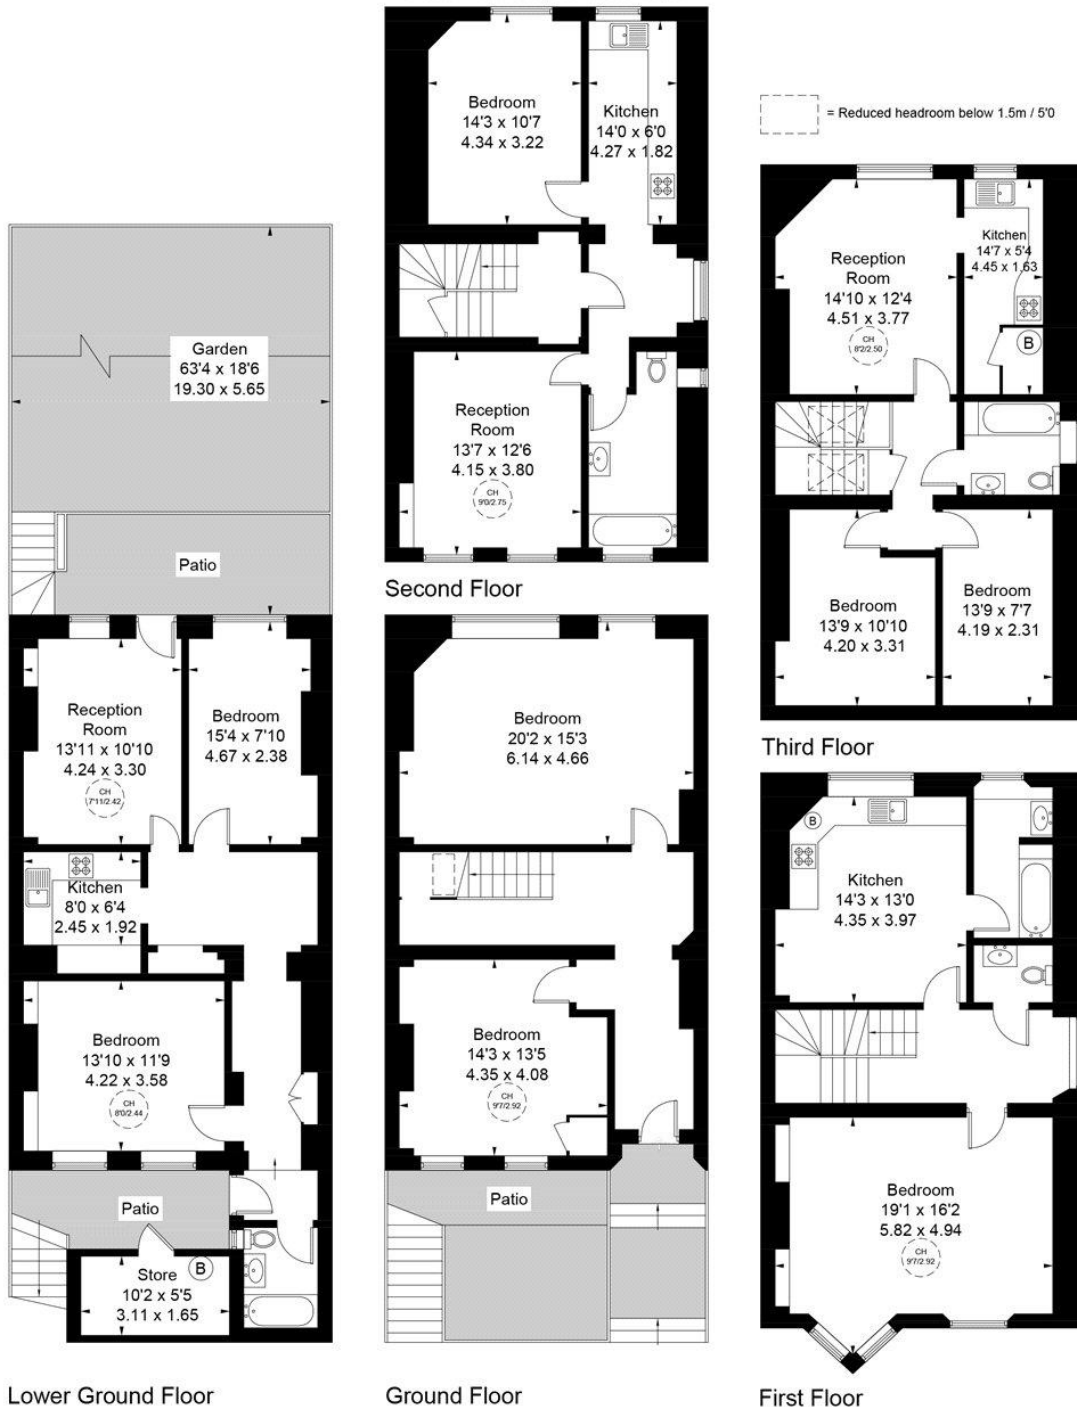 Bedroom
14'3 x 10'7
4.34 x 3.22
Kitchen
14'0 x 6'0
4.27 x 1.82
Reception
Room
13'7 x 12'6
4.15 x 3.80
CH
9'0/2.75
Second Floor
= Reduced headroom below 1.5m / 5'0
Reception
Room
14'10 x 12'4
4.51 x 3.77
CH
8'2/2.50
Kitchen
14'7 x 5'4
4.45 x 1.63
B
Bedroom
13'9 x 10'10
4.20 x 3.31
Bedroom
13'9 x 7'7
4.19 x 2.31
Third Floor
Garden
63'4 x 18'6
19.30 x 5.65
Patio
Reception
Room
13'11 x 10'10
4.24 x 3.30
CH
7'11/2.42
Bedroom
15'4 x 7'10
4.67 x 2.38
Kitchen
8'0 x 6'4
2.45 x 1.92
Bedroom
13'10 x 11'9
4.22 x 3.58
CH
8'0/2.44
Patio
Store
10'2 x 5'5
3.11 x 1.65
B
Lower Ground Floor
Bedroom
20'2 x 15'3
6.14 x 4.66
Bedroom
14'3 x 13'5
4.35 x 4.08
CH
9'7/2.92
Patio
Ground Floor
B
Kitchen
14'3 x 13'0
4.35 x 3.97
Bedroom
19'1 x 16'2
5.82 x 4.94
CH
9'7/2.92
First Floor